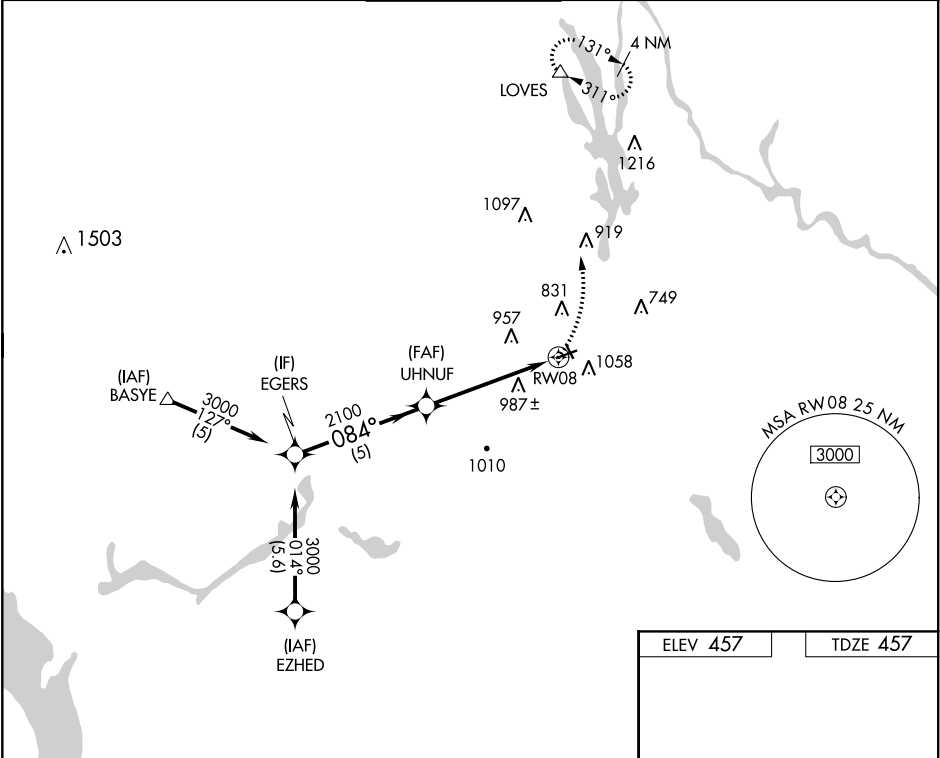 131°
4 NM
LOVES
311°
1216
1097
919
1503
831
749
957
(FAF)
UHNUF
(IF)
EGERS
RW08
1058
(IAF)
BASYE
3000
127°
(5)
987±
2100
084°
(5)
1010
MSA RW08 25 NM
3000
3000
014°
(5.6)
(IAF)
EZHED
ELEV 457
TDZE 457